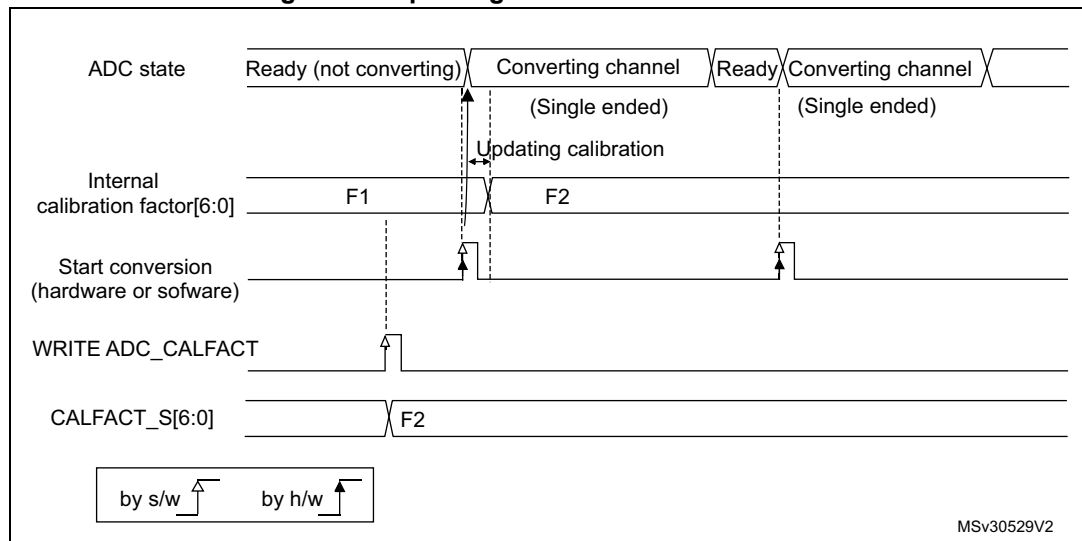 ADC state
Ready (not converting)
Converting channel
Ready
Converting channel
(Single ended)
(Single ended)
Updating calibration
Internal
calibration factor[6:0]
F1
F2
Start conversion
(hardware or sofware)
WRITE ADC_CALFACT
CALFACT_S[6:0]
F2
by s/w
by h/w
MSv30529V2